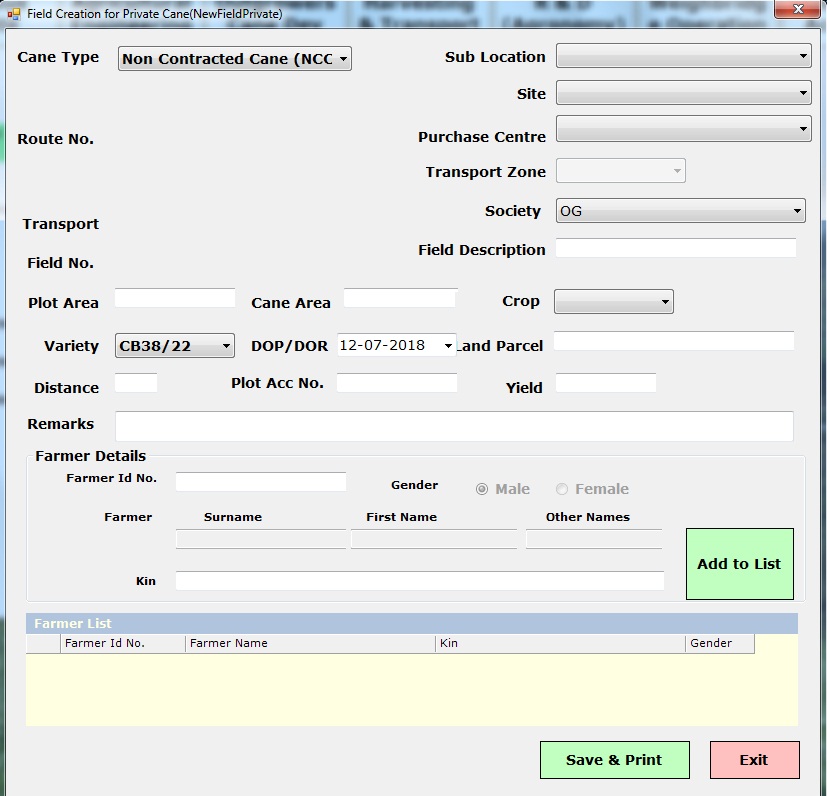 Field Creation for Private Cane(NewFieldPrivate)
Cane Type
Non Contracted Cane (NCC
Sub Location
Site
Route No.
Purchase Centre
Transport Zone
Society
OG
Transport
Field Description
Field No.
Plot Area
Cane Area
Crop
Variety
CB38/22
DOP/DOR
12-07-2018
Land Parcel
Distance
Plot Acc No.
Yield
Remarks
Farmer Details
Farmer Id No.
Gender
Male
Female
Farmer
Surname
First Name
Other Names
Add to List
Kin
Farmer List
Farmer Id No.
Farmer Name
Kin
Gender
Save & Print
Exit